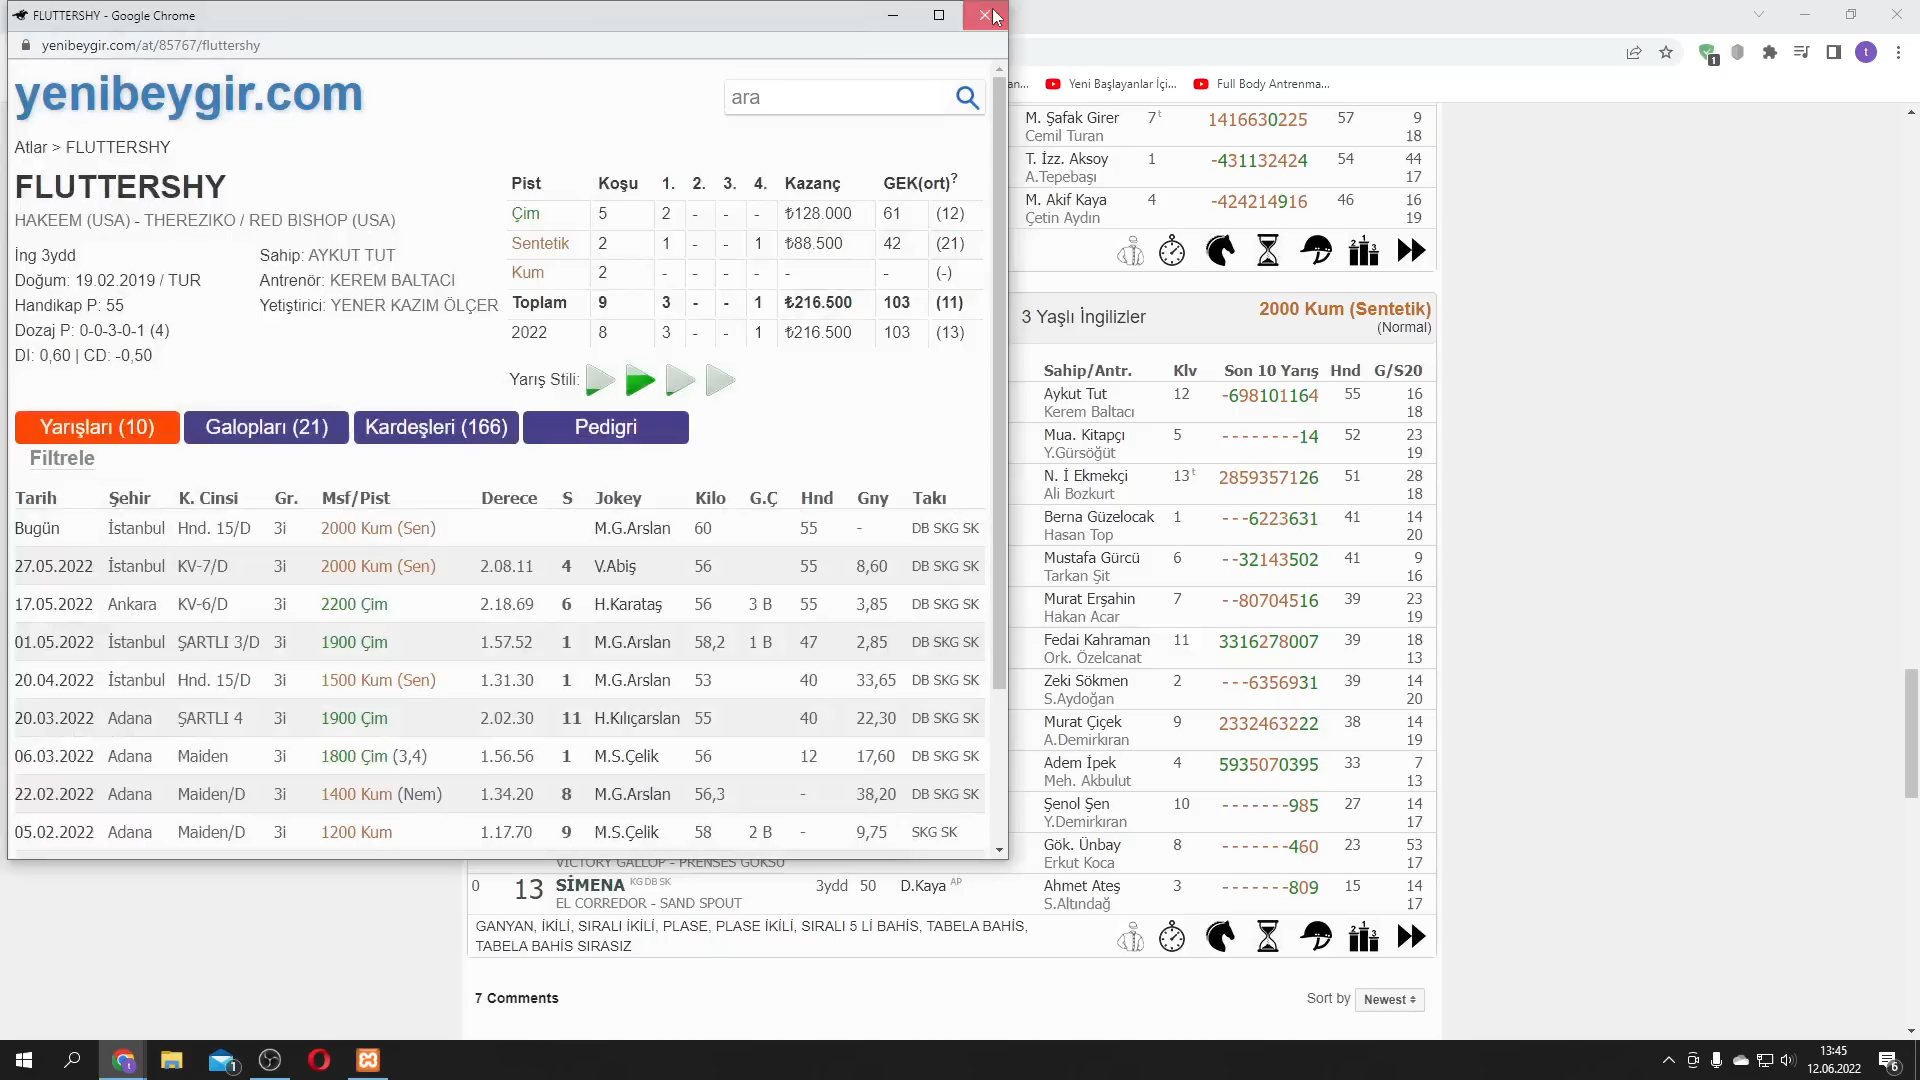 FLUTTERSHY - Google Chrome
yenibeygir.com/at/85767/fluttershy
yenibeygir.com
ara
Atlar > FLUTTERSHY
FLUTTERSHY
HAKEEM (USA) - THEREZIKO / RED BISHOP (USA)
İng 3ydd
Doğum: 19.02.2019 / TUR
Handikap P: 55
Dozaj P: 0-0-3-0-1 (4)
DI: 0,60 | CD: -0,50
Sahip: AYKUT TUT
Antrenör: KEREM BALTACI
Yetiştirici: YENER KAZIM ÖLÇER
Pist Koşu 1. 2. 3. 4. Kazanç GEK(ort)?
Çim 5 2 - - - ₺128.000 61 (12)
Sentetik 2 1 - - 1 ₺88.500 42 (21)
Kum 2 - - - - - - (-)
Toplam 9 3 - - 1 ₺216.500 103 (11)
2022 8 3 - - 1 ₺216.500 103 (13)
Yarış Stili:
Yarışları (10) Galopları (21) Kardeşleri (166) Pedigri
Filtrele
Tarih Şehir K. Cinsi Gr. Msf/Pist Derece S Jokey Kilo G.Ç Hnd Gny Takı
Bugün İstanbul Hnd. 15/D 3i 2000 Kum (Sen) M.G.Arslan 60 55 - DB SKG SK
27.05.2022 İstanbul KV-7/D 3i 2000 Kum (Sen) 2.08.11 4 V.Abiş 56 55 8,60 DB SKG SK
17.05.2022 Ankara KV-6/D 3i 2200 Çim 2.18.69 6 H.Karataş 56 3 B 55 3,85 DB SKG SK
01.05.2022 İstanbul ŞARTLI 3/D 3i 1900 Çim 1.57.52 1 M.G.Arslan 58,2 1 B 47 2,85 DB SKG SK
20.04.2022 İstanbul Hnd. 15/D 3i 1500 Kum (Sen) 1.31.30 1 M.G.Arslan 53 40 33,65 DB SKG SK
20.03.2022 Adana ŞARTLI 4 3i 1900 Çim 2.02.30 11 H.Kılıçarslan 55 40 22,30 DB SKG SK
06.03.2022 Adana Maiden 3i 1800 Çim (3,4) 1.56.56 1 M.S.Çelik 56 12 17,60 DB SKG SK
22.02.2022 Adana Maiden/D 3i 1400 Kum (Nem) 1.34.20 8 M.G.Arslan 56,3 - 38,20 DB SKG SK
05.02.2022 Adana Maiden/D 3i 1200 Kum 1.17.70 9 M.S.Çelik 58 2 B - 9,75 SKG SK
1 t
an... Yeni Başlayanlar İçi... Full Body Antrenma...
M. Şafak Girer 7t 1416630225 57 9
Cemil Turan 18
T. İzz. Aksoy 1 -431132424 54 44
A.Tepebaşı 17
M. Akif Kaya 4 -424214916 46 16
Çetin Aydın 19
3 Yaşlı İngilizler 2000 Kum (Sentetik)
(Normal)
Sahip/Antr. Klv Son 10 Yarış Hnd G/S20
Aykut Tut 12 -698101164 55 16
Kerem Baltacı 18
Mua. Kitapçı 5 --------14 52 23
Y.Gürsöğüt 19
N. İ Ekmekçi 13t 2859357126 51 28
Ali Bozkurt 18
Berna Güzelocak 1 ---6223631 41 14
Hasan Top 20
Mustafa Gürcü 6 --32143502 41 9
Tarkan Şit 16
Murat Erşahin 7 --80704516 39 23
Hakan Acar 19
Fedai Kahraman 11 3316278007 39 18
Ork. Özelcanat 13
Zeki Sökmen 2 ---6356931 39 14
S.Aydoğan 20
Murat Çiçek 9 2332463222 38 14
A.Demirkıran 19
Adem İpek 4 5935070395 33 7
Meh. Akbulut 13
Şenol Şen 10 -------985 27 14
Y.Demirkıran 17
Gök. Ünbay 8 -------460 23 53
VICTORY GALLOP - PRENSES GÖKSU Erkut Koca 17
0 13 SİMENA KG DB SK 3ydd 50 D.Kaya AP Ahmet Ateş 3 -------809 15 14
EL CORREDOR - SAND SPOUT S.Altındağ 17
GANYAN, İKİLİ, SIRALI İKİLİ, PLASE, PLASE İKİLİ, SIRALI 5 Lİ BAHİS, TABELA BAHİS,
TABELA BAHİS SIRASIZ
7 Comments Sort by Newest
1 t
13:45
12.06.2022
6